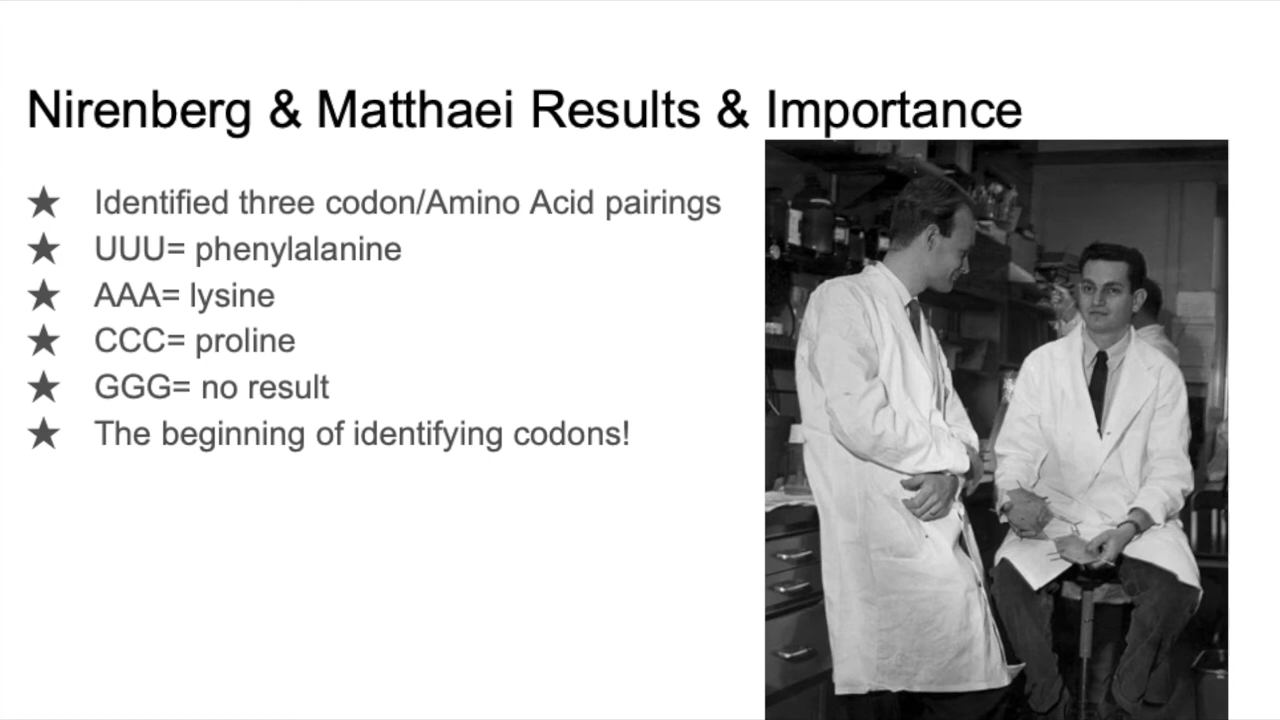 Nirenberg & Matthaei Results & Importance
★ Identified three codon/Amino Acid pairings
★ UUU= phenylalanine
★ AAA= lysine
★ CCC= proline
★ GGG= no result
★ The beginning of identifying codons!